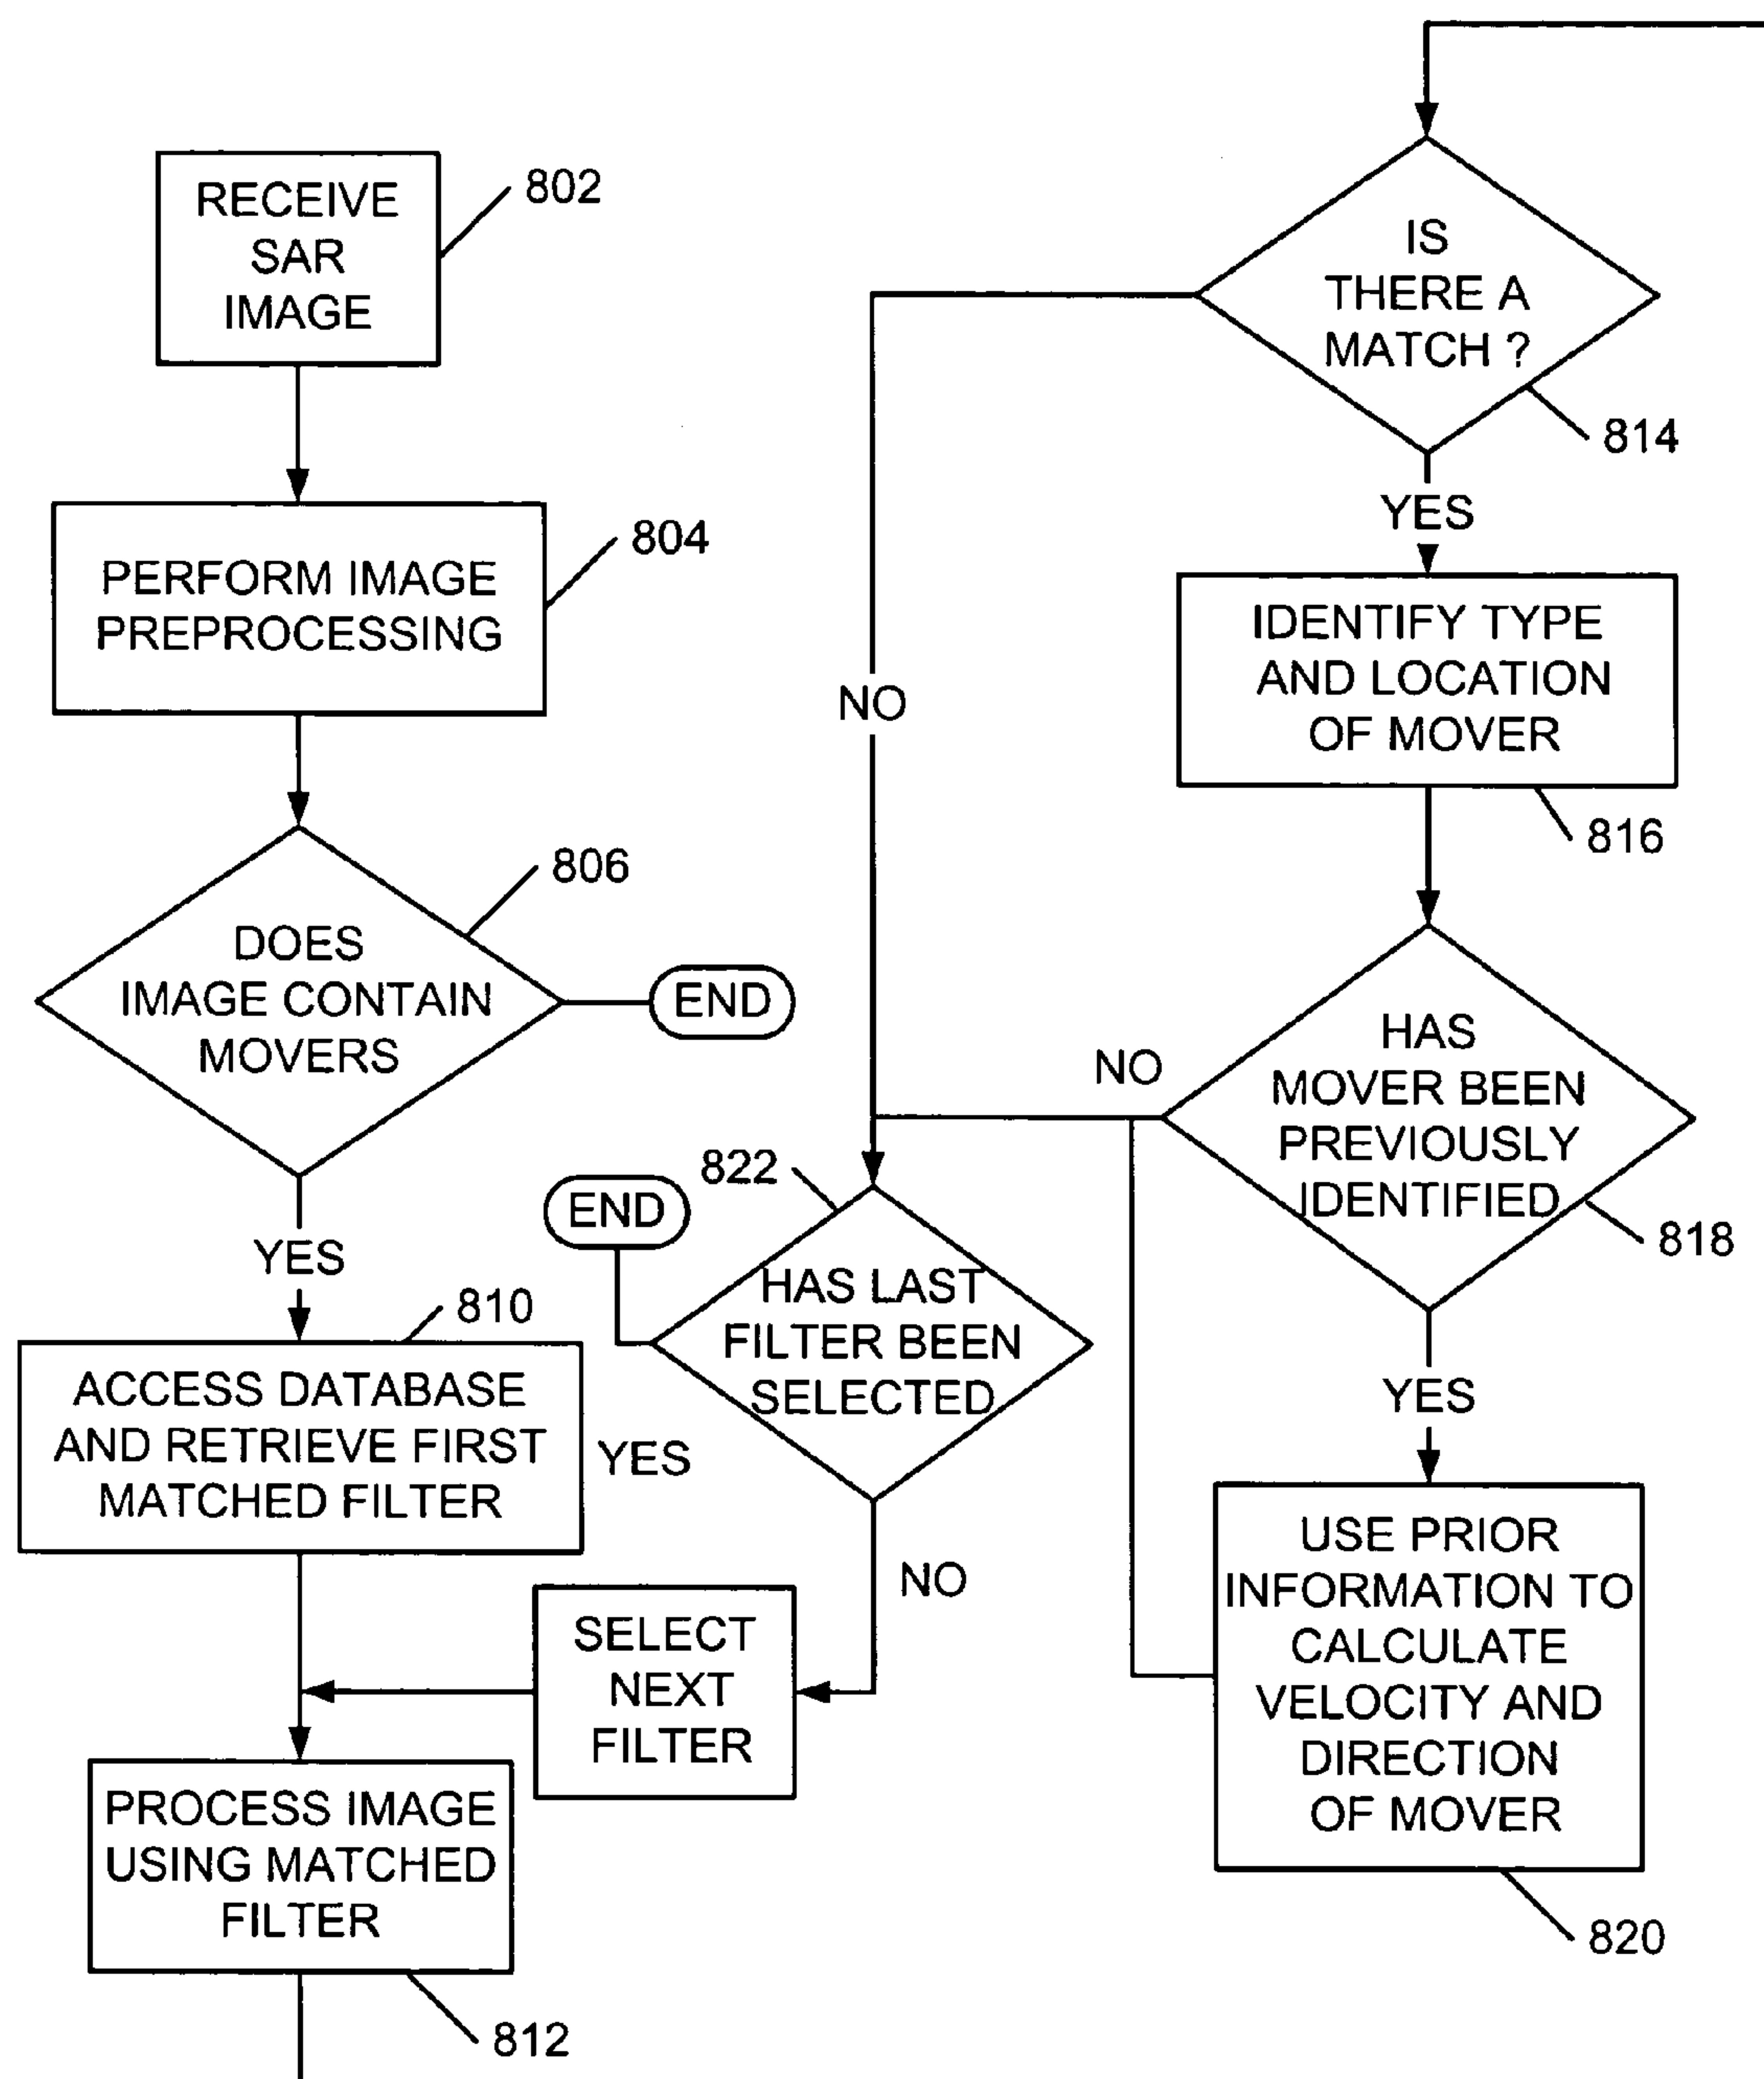 RECEIVE
SAR
IMAGE
802
PERFORM IMAGE
PREPROCESSING
804
DOES
IMAGE CONTAIN
MOVERS
806
END
YES
ACCESS DATABASE
AND RETRIEVE FIRST
MATCHED FILTER
810
PROCESS IMAGE
USING MATCHED
FILTER
812
IS
THERE A
MATCH ?
814
NO
YES
IDENTIFY TYPE
AND LOCATION
OF MOVER
816
HAS
MOVER BEEN
PREVIOUSLY
IDENTIFIED
818
NO
YES
USE PRIOR
INFORMATION TO
CALCULATE
VELOCITY AND
DIRECTION
OF MOVER
820
822
HAS LAST
FILTER BEEN
SELECTED
END
YES
NO
SELECT
NEXT
FILTER